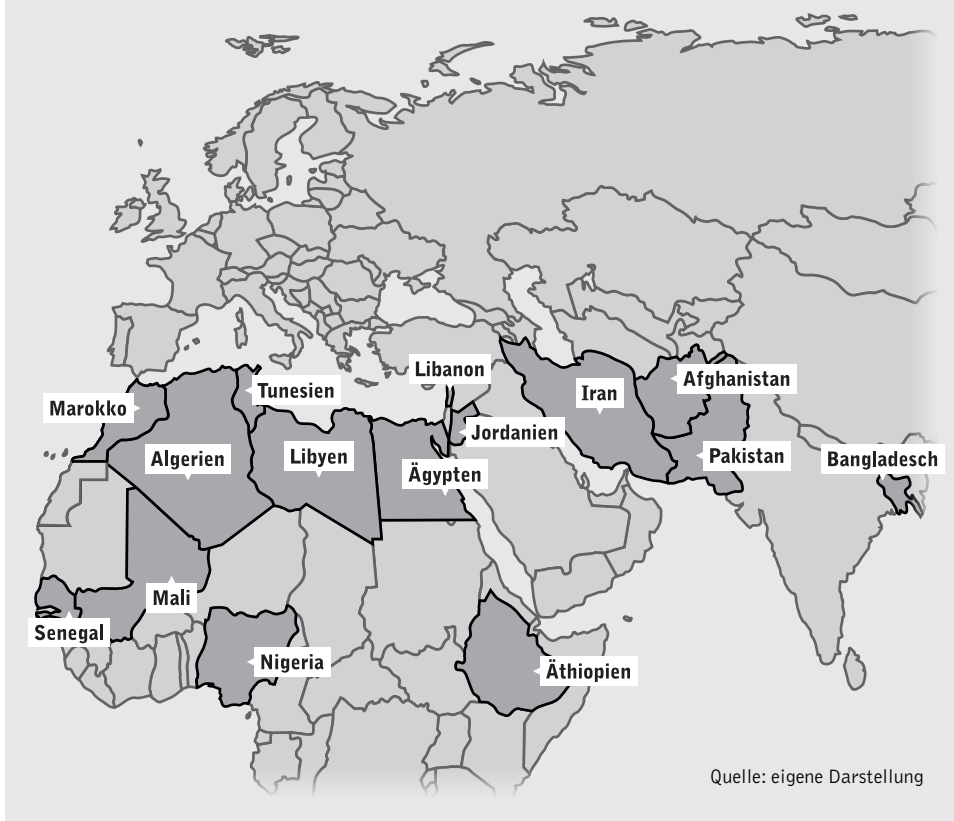 Libanon
Afghanistan
Tunesien
Iran
Marokko
Jordanien
Algerien
Libyen
Pakistan
Bangladesch
Ägypten
Mali
Senegal
Nigeria
Äthiopien
Quelle: eigene Darstellung